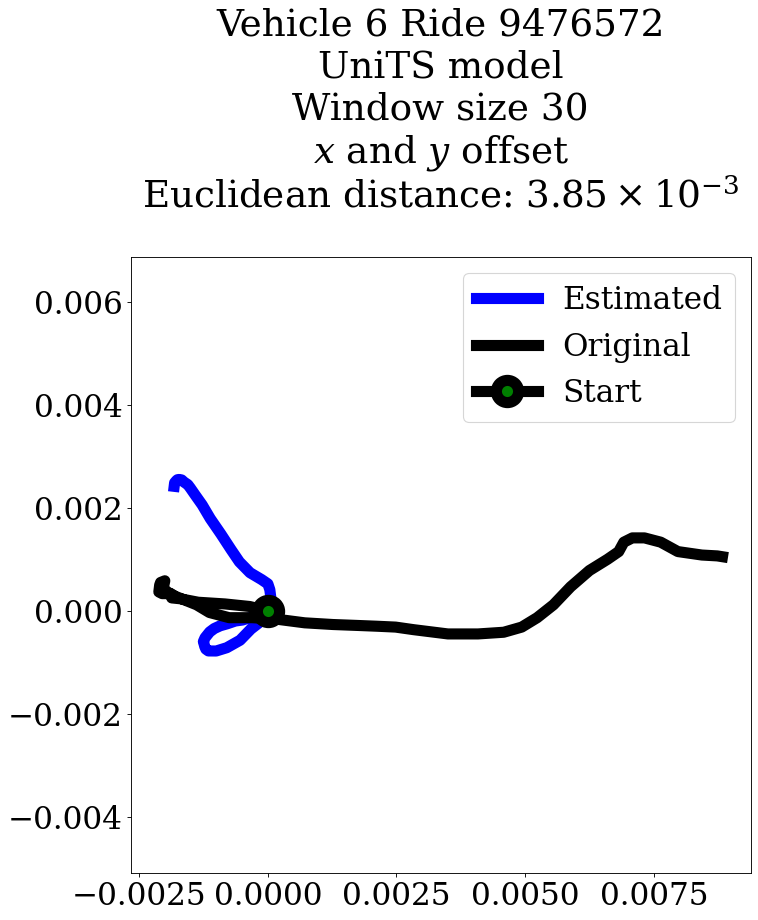 Vehicle 6 Ride 9476572
UniTS model
Window size 30
x and y offset
Euclidean distance: 3.85 × 10⁻³
Estimated
Original
Start
0.006
0.004
0.002
0.000
−0.002
−0.004
−0.0025 0.0000 0.0025 0.0050 0.0075